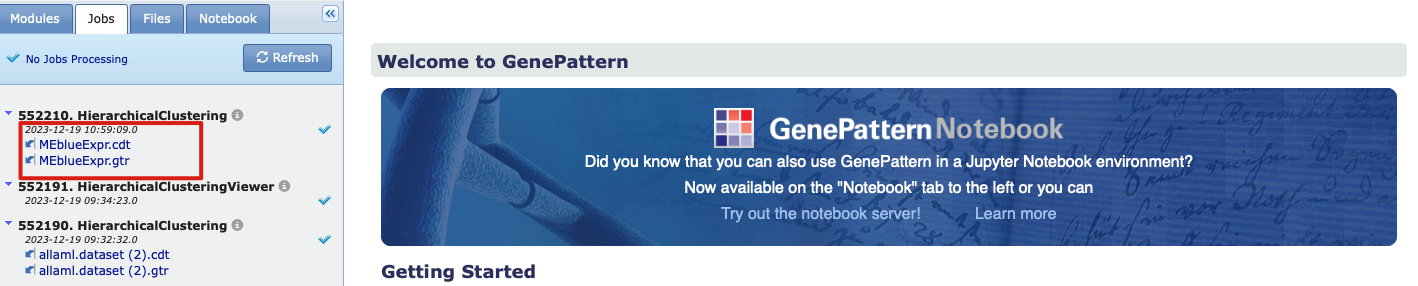 Modules
Jobs
Files
Notebook
«
No Jobs Processing
Refresh
552210. HierarchicalClustering
2023-12-19 10:59:09.0
MEblueExpr.cdt
MEblueExpr.gtr
552191. HierarchicalClusteringViewer
2023-12-19 09:34:23.0
552190. HierarchicalClustering
2023-12-19 09:32:32.0
allaml.dataset (2).cdt
allaml.dataset (2).gtr
Welcome to GenePattern
GenePattern Notebook
Did you know that you can also use GenePattern in a Jupyter Notebook environment?
Now available on the "Notebook" tab to the left or you can
Try out the notebook server! Learn more
Getting Started